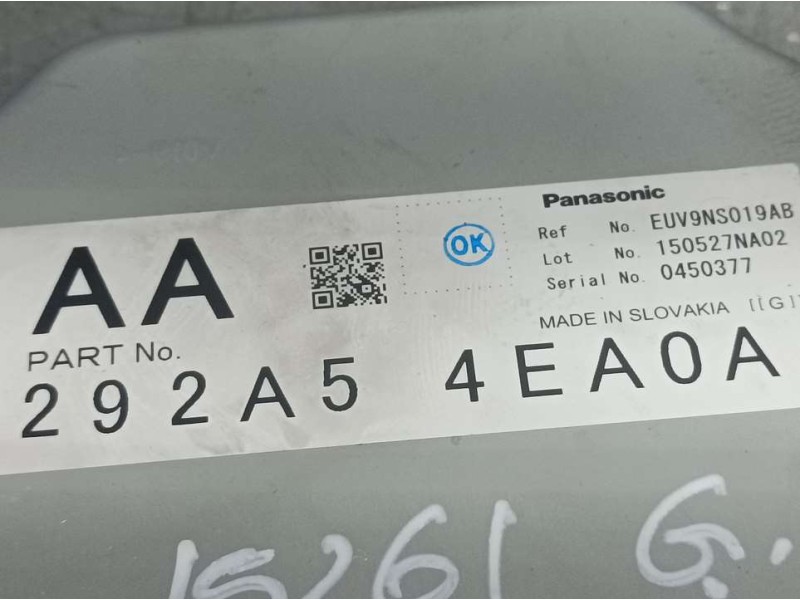 Panasonic
Ref No. EUV9NS019AB
Lot No. 150527NA02
Serial No. 0450377
MADE IN SLOVAKIA
AA
OK
PART No.
292A5 4EA0A
15261 G.